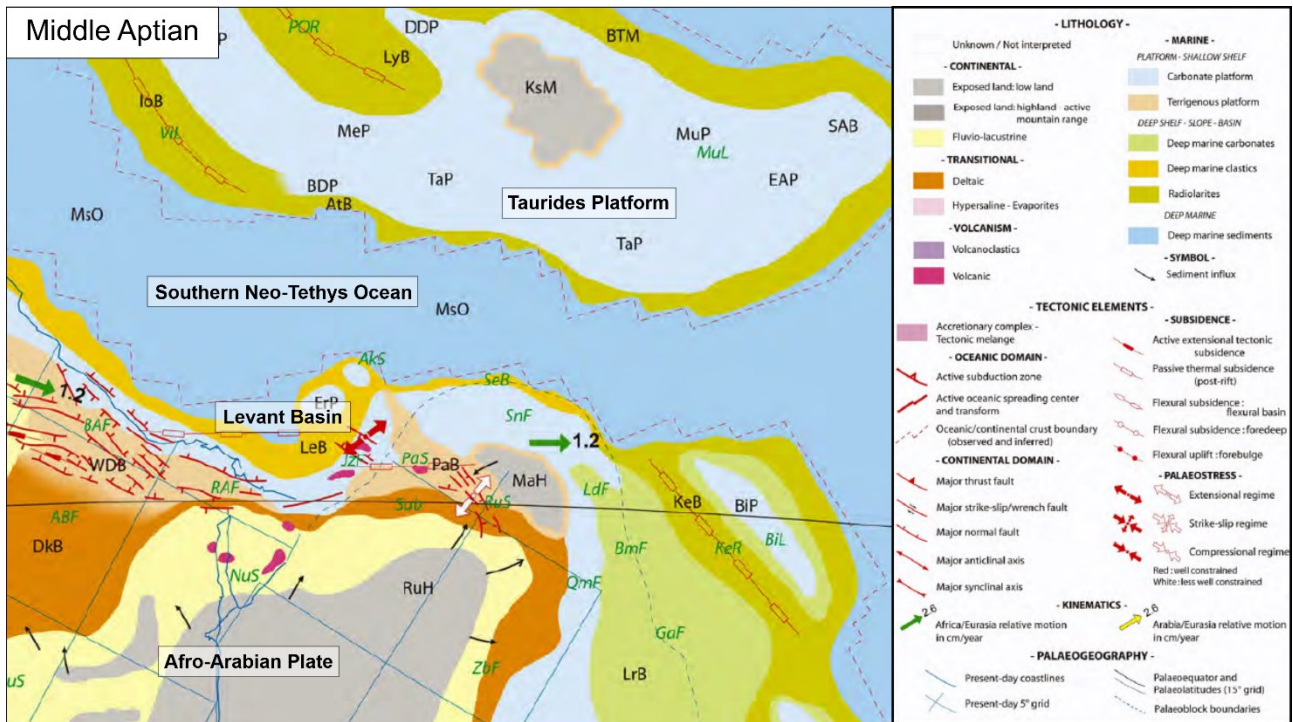 Middle Aptian
P
POR
DDP
LyB
BTM
KsM
IoB
ViI
MeP
MuP
MuL
SAB
BDP
AtB
TaP
EAP
Taurides Platform
MsO
TaP
Southern Neo-Tethys Ocean
MsO
AkS
SeB
ErP
SnF
1.2
BAF
Levant Basin
LeB
JzF
1.2
WDB
PaS
PaB
MaH
RAF
LdF
KeB
BiP
Sub
RuS
ABF
DkB
BmF
KeR
BiL
NuS
RuH
QmF
GaF
Afro-Arabian Plate
ZbF
LrB
uS
- LITHOLOGY -
Unknown / Not interpreted
- CONTINENTAL -
Exposed land: low land
Exposed land: highland - active
mountain range
Fluvio-lacustrine
- TRANSITIONAL -
Deltaic
Hypersaline - Evaporites
- VOLCANISM -
Volcanoclastics
Volcanic
- MARINE -
PLATFORM - SHALLOW SHELF
Carbonate platform
Terrigenous platform
DEEP SHELF - SLOPE - BASIN
Deep marine carbonates
Deep marine clastics
Radiolarites
DEEP MARINE
Deep marine sediments
- SYMBOL -
Sediment influx
- TECTONIC ELEMENTS -
Accretionary complex -
Tectonic melange
- OCEANIC DOMAIN -
Active subduction zone
Active oceanic spreading center
and transform
Oceanic/continental crust boundary
(observed and inferred)
- CONTINENTAL DOMAIN -
Major thrust fault
Major strike-slip/wrench fault
Major normal fault
Major anticlinal axis
Major synclinal axis
- SUBSIDENCE -
Active extensional tectonic
subsidence
Passive thermal subsidence
(post-rift)
Flexural subsidence :
flexural basin
Flexural subsidence : foredeep
Flexural uplift : forebulge
- PALAEOSTRESS -
Extensional regime
Strike-slip regime
Compressional regime
Red : well constrained
White : less well constrained
- KINEMATICS -
2.6
Africa/Eurasia relative motion
in cm/year
2.6
Arabia/Eurasia relative motion
in cm/year
- PALAEOGEOGRAPHY -
Present-day coastlines
Present-day 5° grid
Palaeoequator and
Palaeolatitudes (15° grid)
Palaeoblock boundaries